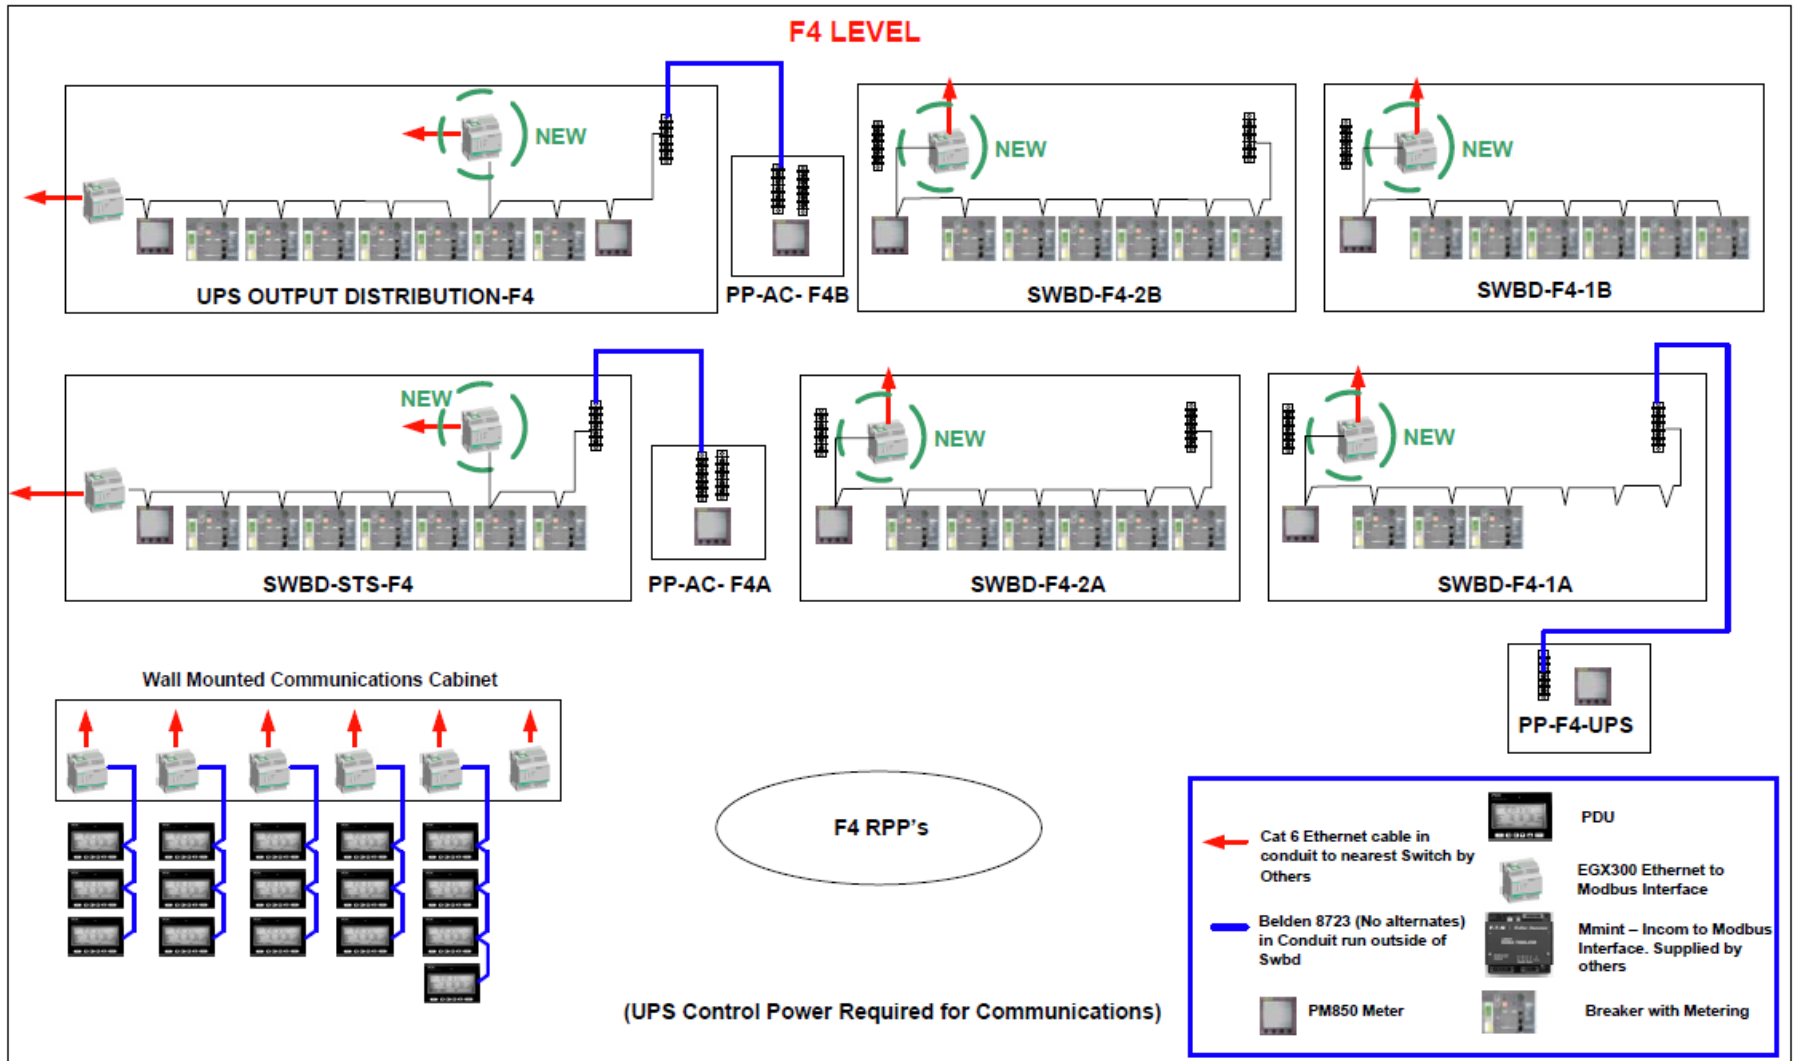 F4 LEVEL
NEW
NEW
NEW
UPS OUTPUT DISTRIBUTION-F4
PP-AC- F4B
SWBD-F4-2B
SWBD-F4-1B
NEW
NEW
NEW
SWBD-STS-F4
PP-AC- F4A
SWBD-F4-2A
SWBD-F4-1A
Wall Mounted Communications Cabinet
PP-F4-UPS
F4 RPP's
Cat 6 Ethernet cable in
conduit to nearest Switch by
Others
PDU
EGX300 Ethernet to
Modbus Interface
Belden 8723 (No alternates)
in Conduit run outside of
Swbd
Mmint – Incom to Modbus
Interface. Supplied by
others
PM850 Meter
Breaker with Metering
(UPS Control Power Required for Communications)